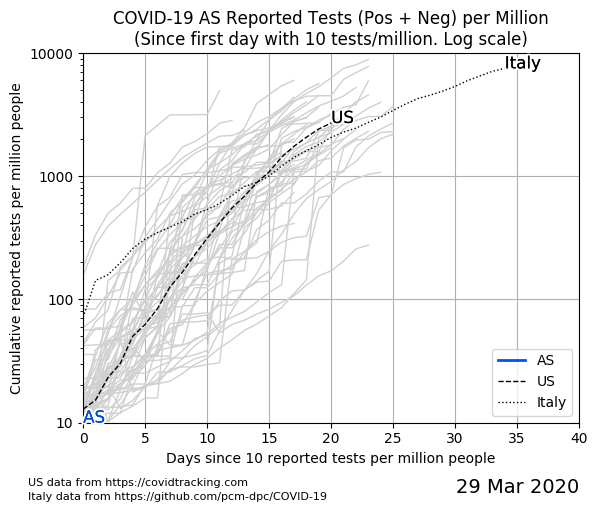 COVID-19 AS Reported Tests (Pos + Neg) per Million
(Since first day with 10 tests/million. Log scale)
Cumulative reported tests per million people
10000
1000
100
10
Italy
US
AS
AS
US
Italy
0 5 10 15 20 25 30 35 40
Days since 10 reported tests per million people
US data from https://covidtracking.com
Italy data from https://github.com/pcm-dpc/COVID-19
29 Mar 2020